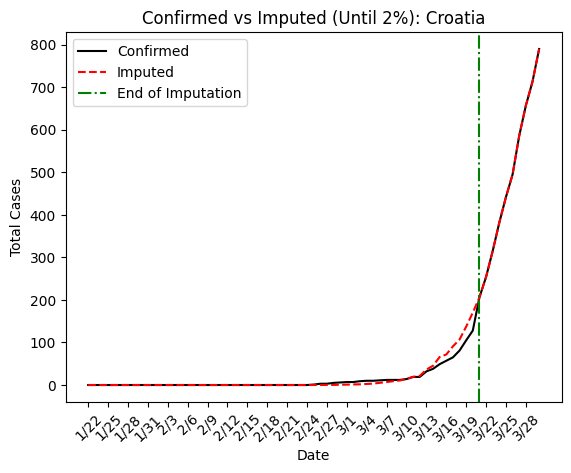 Confirmed vs Imputed (Until 2%): Croatia
Confirmed
Imputed
End of Imputation
Total Cases
800
700
600
500
400
300
200
100
0
1/22 1/25 1/28 1/31 2/3 2/6 2/9 2/12 2/15 2/18 2/21 2/24 2/27 3/1 3/4 3/7 3/10 3/13 3/16 3/19 3/22 3/25 3/28
Date